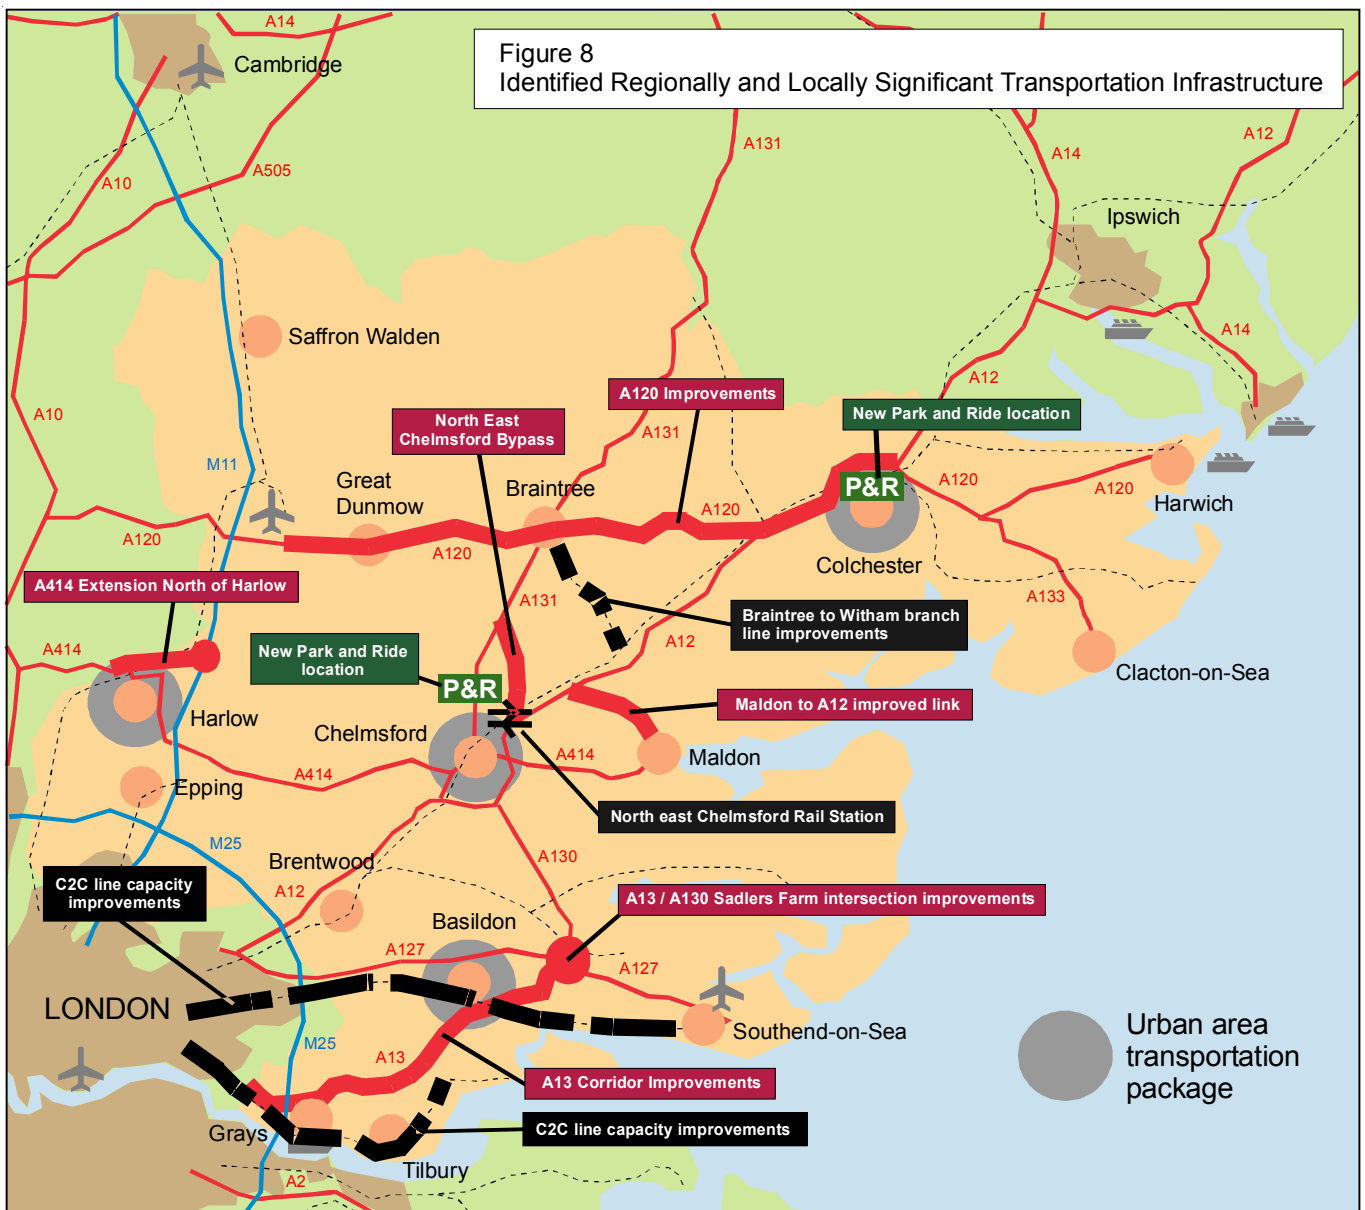 Figure 8
Identified Regionally and Locally Significant Transportation Infrastructure
A14
Cambridge
A131
A14
A12
A10
A505
Ipswich
A14
Saffron Walden
A12
A10
A120 Improvements
New Park and Ride location
North East
Chelmsford Bypass
A131
M11
Great
Dunmow
Braintree
P&R
A120
A120
Harwich
A120
A120
A120
Colchester
A414 Extension North of Harlow
A131
A133
Braintree to Witham branch
line improvements
A12
New Park and Ride
location
A414
Clacton-on-Sea
P&R
Maldon to A12 improved link
Harlow
Chelmsford
A414
Maldon
A414
Epping
North east Chelmsford Rail Station
M25
Brentwood
A130
C2C line capacity
improvements
A12
A13 / A130 Sadlers Farm intersection improvements
Basildon
A127
A127
LONDON
Southend-on-Sea
Urban area
transportation
package
M25
A13
A13 Corridor Improvements
Grays
C2C line capacity improvements
Tilbury
A2